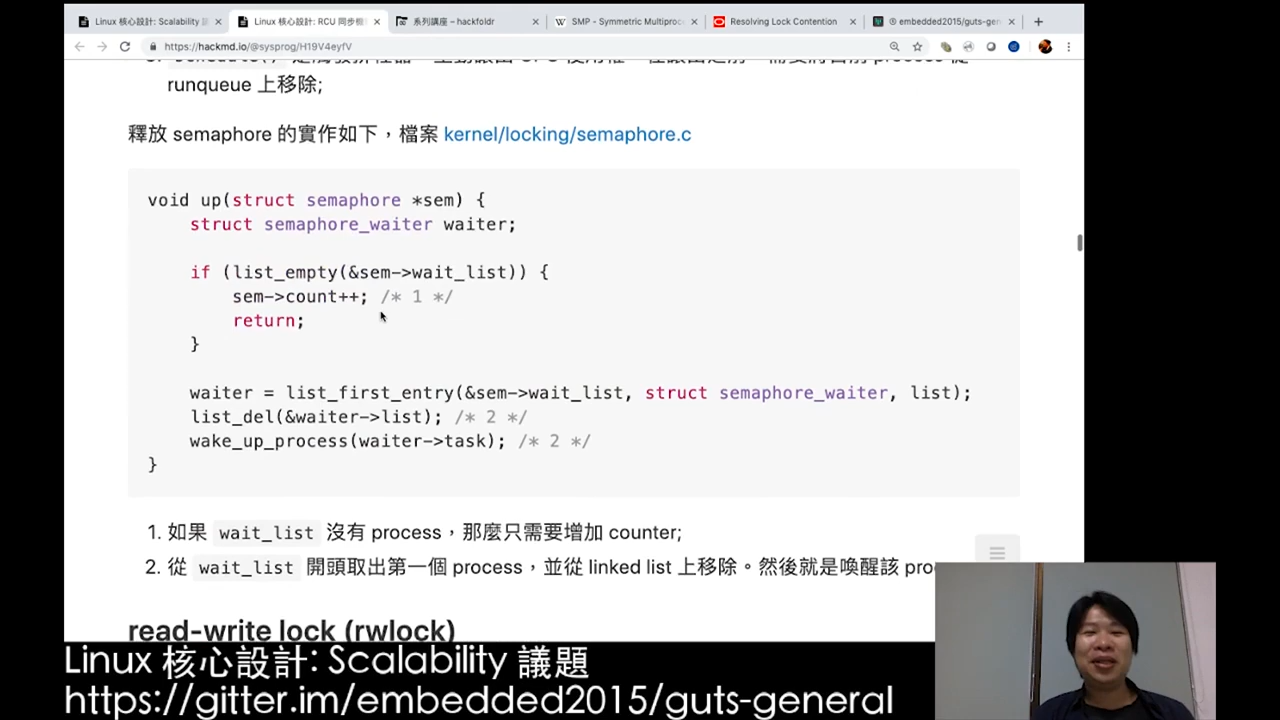 Linux 核心設計: Scalability 議
Linux 核心設計: RCU 同步機
系列講座 – hackfoldr
SMP - Symmetric Multiproce
Resolving Lock Contention
embedded2015/guts-gen
https://hackmd.io/@sysprog/H19V4eyfV
runqueue 上移除;
釋放 semaphore 的實作如下，檔案 kernel/locking/semaphore.c
void up(struct semaphore *sem) {
struct semaphore_waiter waiter;
if (list_empty(&sem->wait_list)) {
sem->count++; /* 1 */
return;
}
waiter = list_first_entry(&sem->wait_list, struct semaphore_waiter, list);
list_del(&waiter->list); /* 2 */
wake_up_process(waiter->task); /* 2 */
}
1. 如果 wait_list 沒有 process，那麼只需要增加 counter;
2. 從 wait_list 開頭取出第一個 process，並從 linked list 上移除。然後就是喚醒該 pro
read-write lock (rwlock)
Linux 核心設計: Scalability 議題
https://gitter.im/embedded2015/guts-general